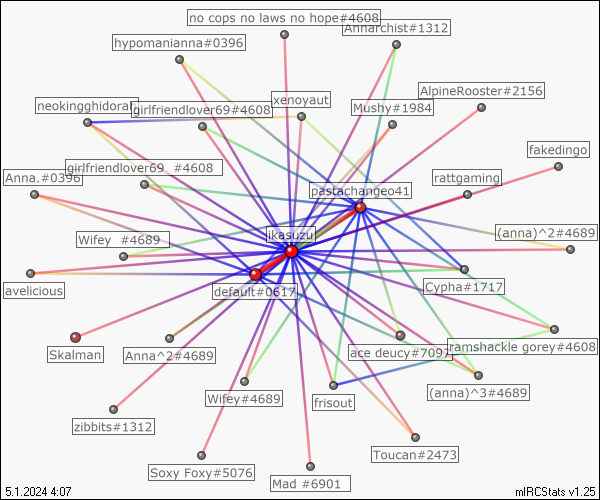 no cops no laws no hope#4608
Annarchist#1312
hypomanianna#0396
AlpineRooster#2156
xenoyaut
neokingghidorah
girlfriendlover69#4608
Mushy#1984
fakedingo
girlfriendlover69_#4608
Anna.#0396
rattgaming
pastachangeo41
ikasuzu
(anna)^2#4689
Wifey_#4689
Cypha#1717
avelicious
default#0617
Skalman
Anna^2#4689
ace deucy#7097
ramshackle gorey#4608
Wifey#4689
frisout
(anna)^3#4689
zibbits#1312
Toucan#2473
Soxy Foxy#5076
Mad_#6901
5.1.2024 4:07
mIRCStats v1.25